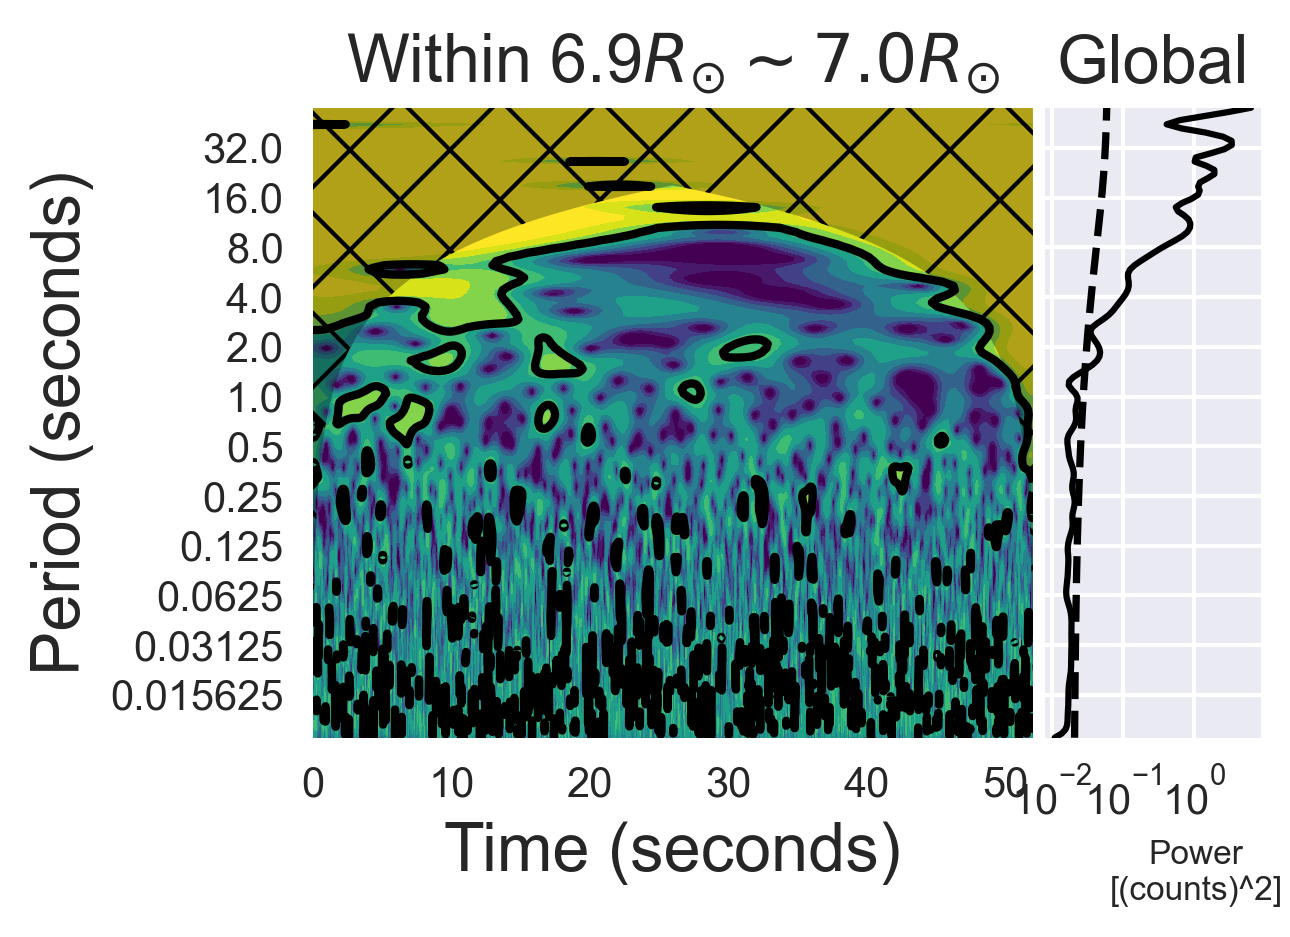 Within 6.9R☉ ~ 7.0R☉
Global
Period (seconds)
32.0
16.0
8.0
4.0
2.0
1.0
0.5
0.25
0.125
0.0625
0.03125
0.015625
0 10 20 30 40 50
10⁻² 10⁻¹ 10⁰
Time (seconds)
Power
[(counts)^2]